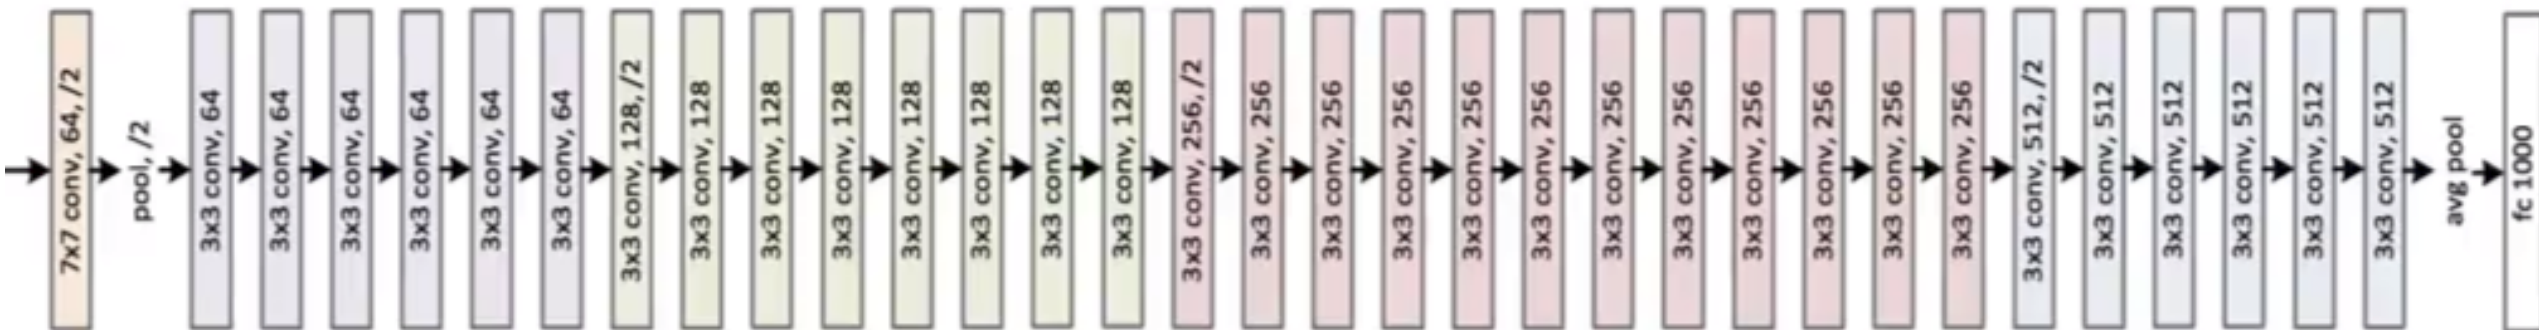 7x7 conv, 64, /2
pool, /2
3x3 conv, 64
3x3 conv, 64
3x3 conv, 64
3x3 conv, 64
3x3 conv, 64
3x3 conv, 64
3x3 conv, 128, /2
3x3 conv, 128
3x3 conv, 128
3x3 conv, 128
3x3 conv, 128
3x3 conv, 128
3x3 conv, 128
3x3 conv, 128
3x3 conv, 256, /2
3x3 conv, 256
3x3 conv, 256
3x3 conv, 256
3x3 conv, 256
3x3 conv, 256
3x3 conv, 256
3x3 conv, 256
3x3 conv, 256
3x3 conv, 256
3x3 conv, 256
3x3 conv, 256
3x3 conv, 512, /2
3x3 conv, 512
3x3 conv, 512
3x3 conv, 512
3x3 conv, 512
3x3 conv, 512
avg pool
fc 1000